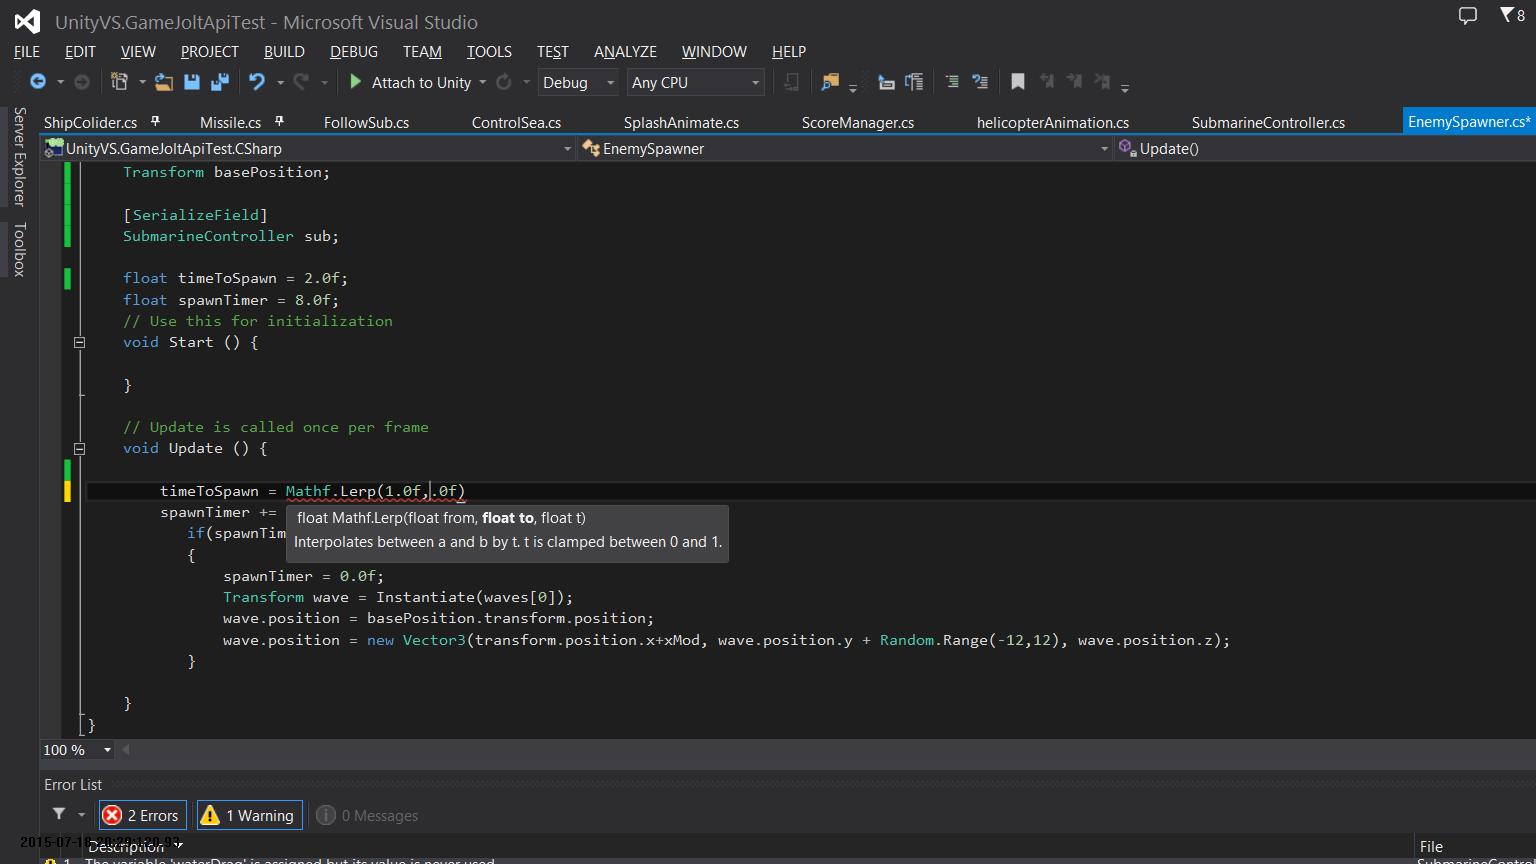 UnityVS.GameJoltApiTest - Microsoft Visual Studio
8
FILE EDIT VIEW PROJECT BUILD DEBUG TEAM TOOLS TEST ANALYZE WINDOW HELP
Attach to Unity Debug Any CPU
Server Explorer
Toolbox
ShipColider.cs Missile.cs FollowSub.cs ControlSea.cs SplashAnimate.cs ScoreManager.cs helicopterAnimation.cs SubmarineController.cs EnemySpawner.cs*
UnityVS.GameJoltApiTest.CSharp EnemySpawner Update()
Transform basePosition;
[SerializeField]
SubmarineController sub;
float timeToSpawn = 2.0f;
float spawnTimer = 8.0f;
// Use this for initialization
void Start () {
}
// Update is called once per frame
void Update () {
timeToSpawn = Mathf.Lerp(1.0f,.0f)
spawnTimer +=
float Mathf.Lerp(float from, float to, float t)
if(spawnTim
Interpolates between a and b by t. t is clamped between 0 and 1.
{
spawnTimer = 0.0f;
Transform wave = Instantiate(waves[0]);
wave.position = basePosition.transform.position;
wave.position = new Vector3(transform.position.x+xMod, wave.position.y + Random.Range(-12,12), wave.position.z);
}
}
}
100 %
Error List
2 Errors 1 Warning 0 Messages
Description File
1 The variable 'waterDrag' is assigned but its value is never used